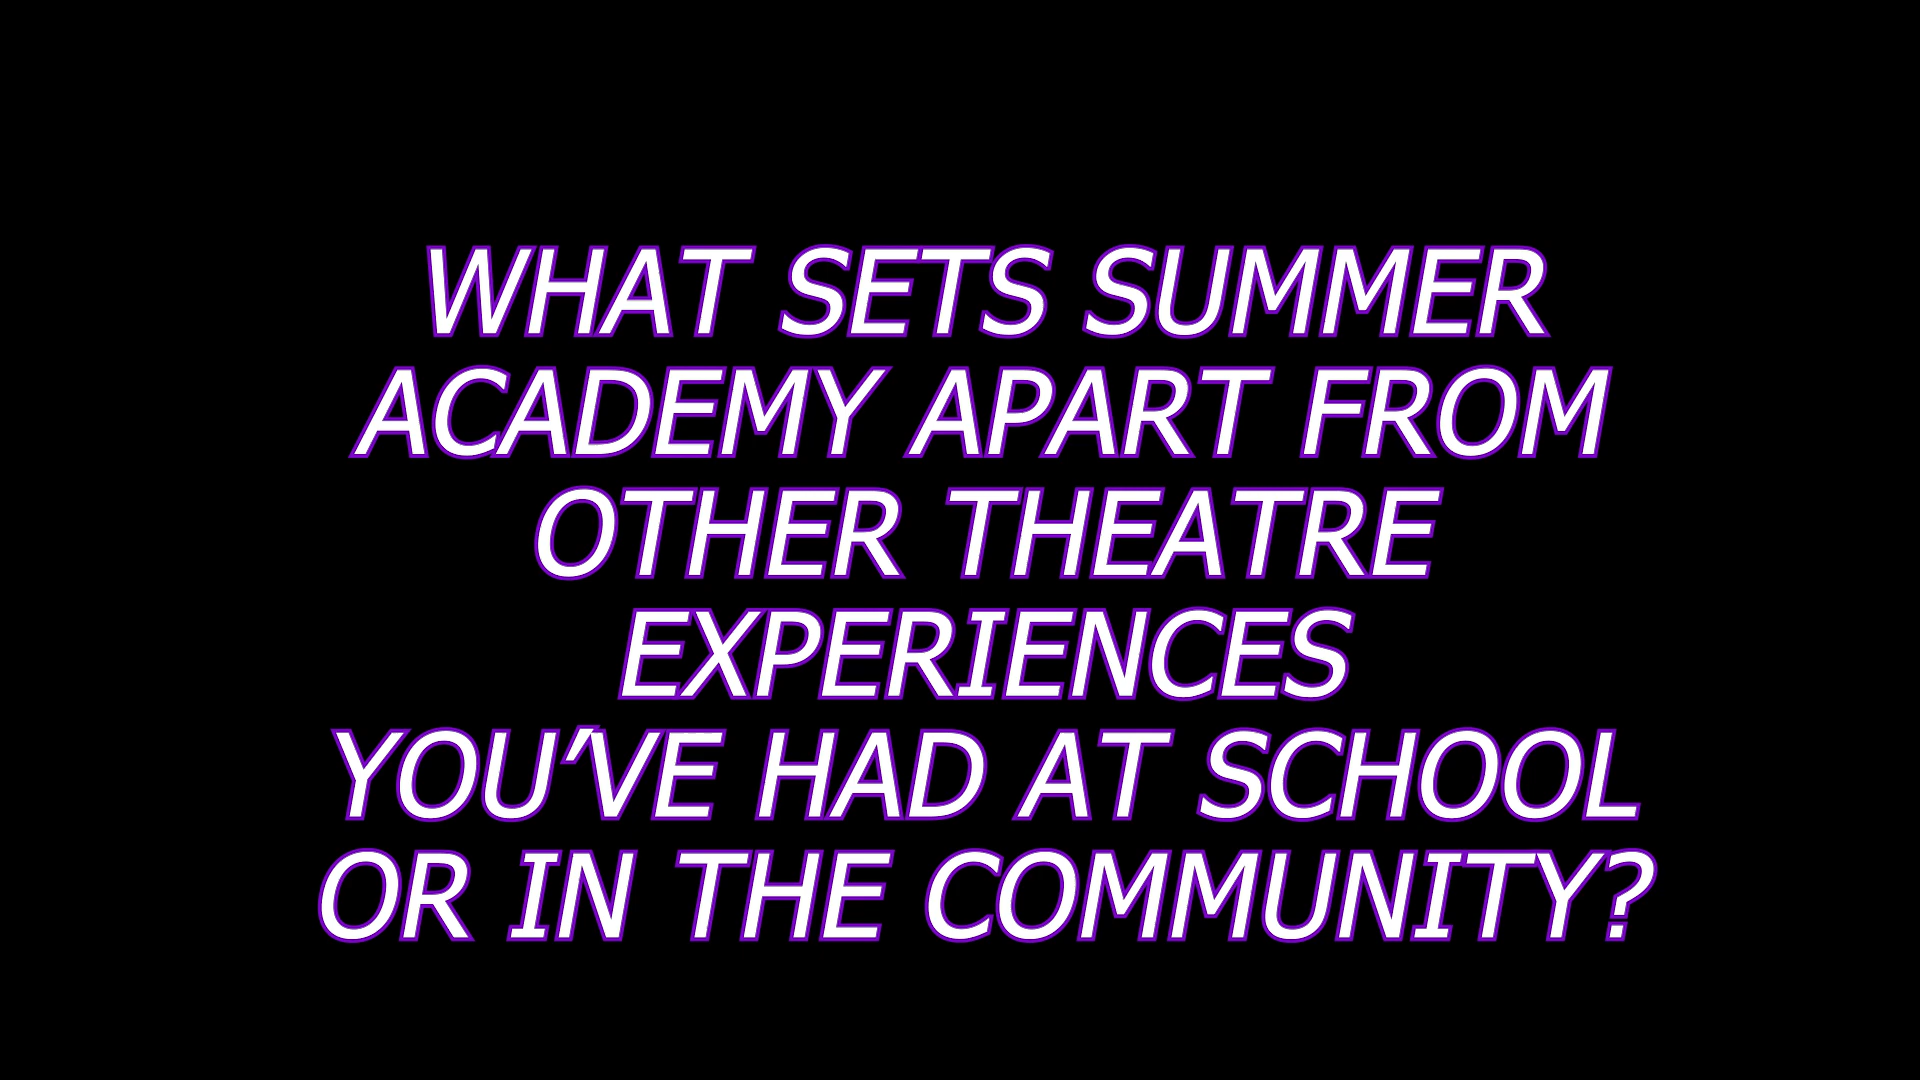 WHAT SETS SUMMER
ACADEMY APART FROM
OTHER THEATRE
EXPERIENCES
YOU’VE HAD AT SCHOOL
OR IN THE COMMUNITY?